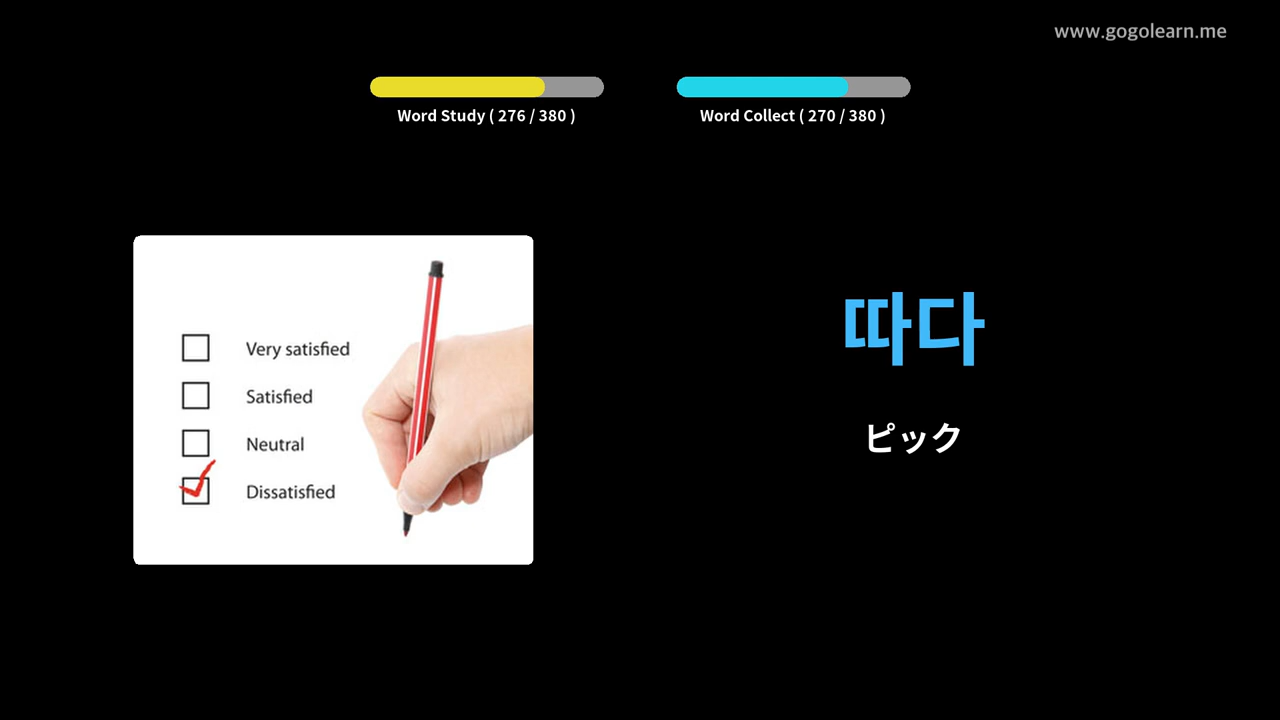 www.gogolearn.me
Word Study ( 276 / 380 )
Word Collect ( 270 / 380 )
Very satisfied
Satisfied
Neutral
Dissatisfied
따다
ピック